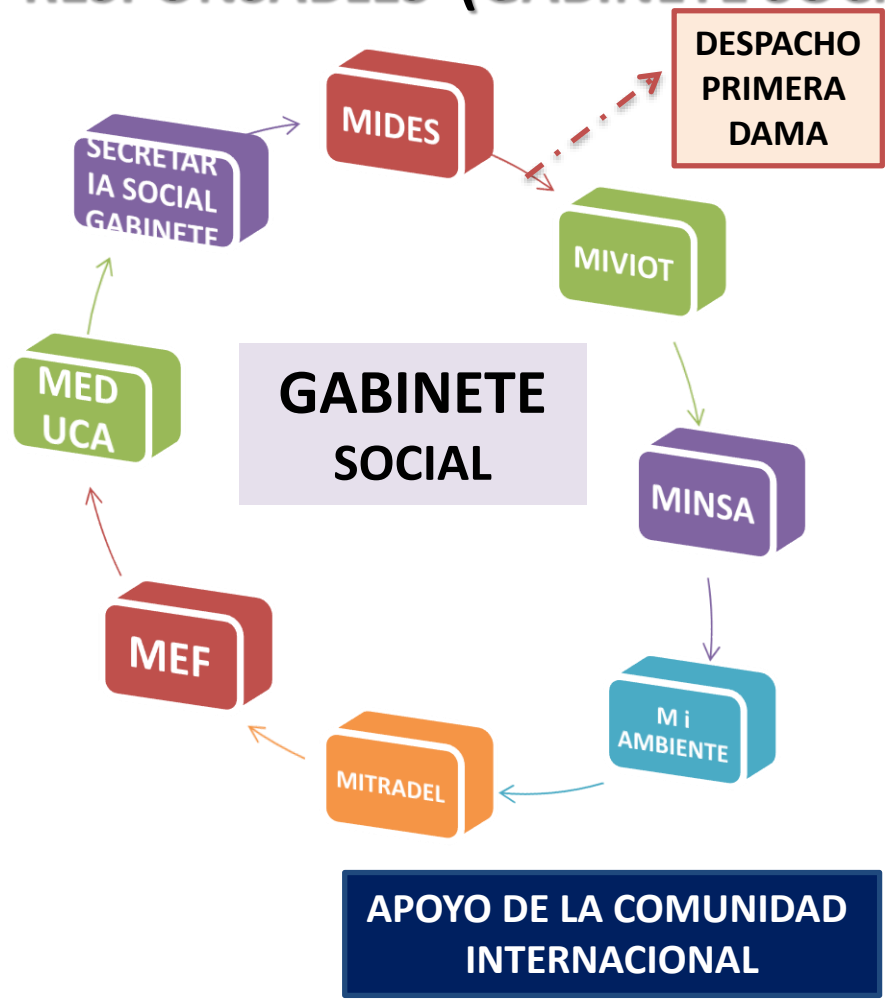 DESPACHO
PRIMERA
DAMA
MIDES
SECRETAR
IA SOCIAL
GABINETE
MIVIOT
MED
UCA
GABINETE
SOCIAL
MINSA
MEF
M i
AMBIENTE
MITRADEL
APOYO DE LA COMUNIDAD
INTERNACIONAL